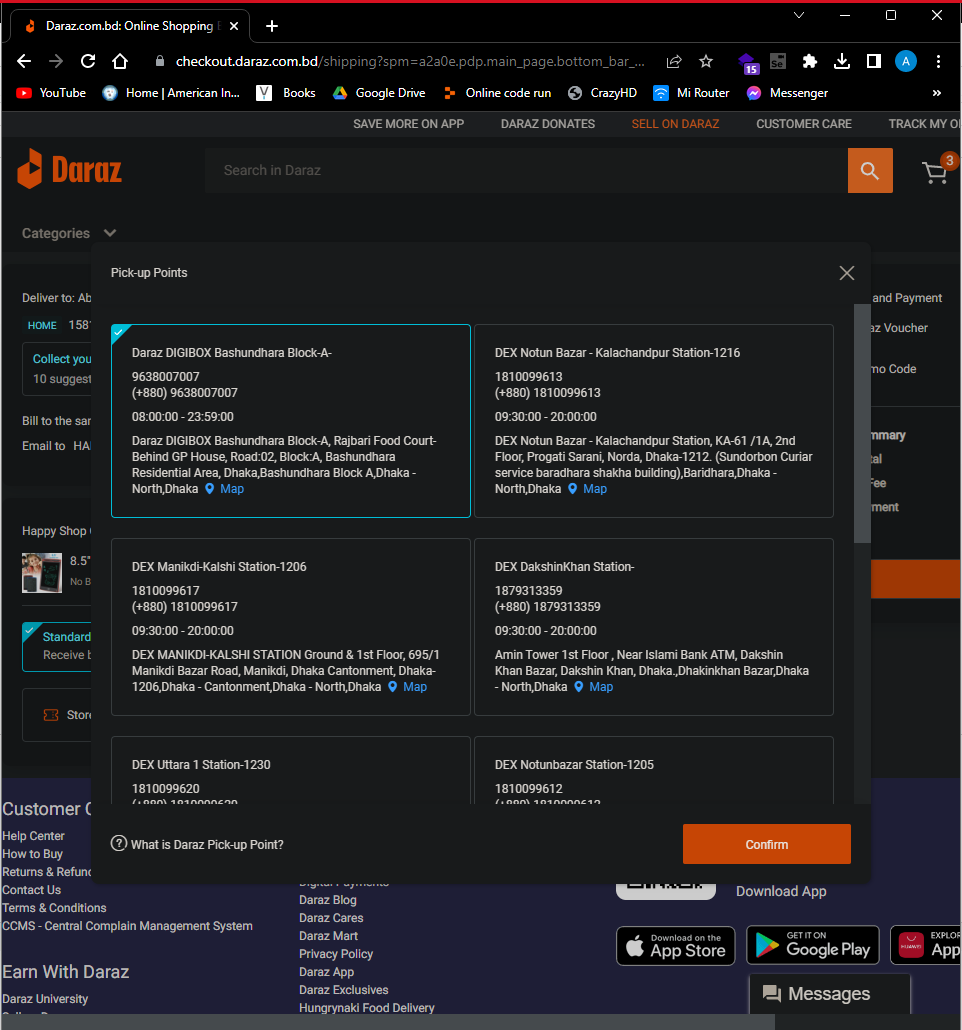 Daraz.com.bd: Online Shopping
15
Se
A
checkout.daraz.com.bd/shipping?spm=a2a0e.pdp.main_page.bottom_bar_...
YouTube
Home | American In...
Books
Google Drive
Online code run
CrazyHD
Mi Router
Messenger
»
SAVE MORE ON APP
DARAZ DONATES
SELL ON DARAZ
CUSTOMER CARE
TRACK MY O
Daraz
Search in Daraz
3
Categories
Pick-up Points
Deliver to: Ab
HOME 1581
Collect you
10 suggest
Bill to the sar
Email to HA
and Payment
az Voucher
mo Code
mmary
tal
Fee
ment
Daraz DIGIBOX Bashundhara Block-A-
9638007007
(+880) 9638007007
08:00:00 - 23:59:00
Daraz DIGIBOX Bashundhara Block-A, Rajbari Food Court-
Behind GP House, Road:02, Block:A, Bashundhara
Residential Area, Dhaka,Bashundhara Block A,Dhaka -
North,Dhaka Map
DEX Notun Bazar - Kalachandpur Station-1216
1810099613
(+880) 1810099613
09:30:00 - 20:00:00
DEX Notun Bazar - Kalachandpur Station, KA-61 /1A, 2nd
Floor, Progati Sarani, Norda, Dhaka-1212. (Sundorbon Curiar
service baradhara shakha building),Baridhara,Dhaka -
North,Dhaka Map
DEX Manikdi-Kalshi Station-1206
1810099617
(+880) 1810099617
09:30:00 - 20:00:00
DEX MANIKDI-KALSHI STATION Ground & 1st Floor, 695/1
Manikdi Bazar Road, Manikdi, Dhaka Cantonment, Dhaka-
1206,Dhaka - Cantonment,Dhaka - North,Dhaka Map
DEX DakshinKhan Station-
1879313359
(+880) 1879313359
09:30:00 - 20:00:00
Amin Tower 1st Floor , Near Islami Bank ATM, Dakshin
Khan Bazar, Dakshin Khan, Dhaka.,Dhakinkhan Bazar,Dhaka
- North,Dhaka Map
DEX Uttara 1 Station-1230
1810099620
(+880) 1810099620
DEX Notunbazar Station-1205
1810099612
(+880) 1810099612
Happy Shop
8.5"
No B
Standard
Receive b
Store
What is Daraz Pick-up Point?
Confirm
Customer C
Help Center
How to Buy
Returns & Refund
Contact Us
Terms & Conditions
CCMS - Central Complain Management System
Earn With Daraz
Daraz University
Digital Payments
Daraz Blog
Daraz Cares
Daraz Mart
Privacy Policy
Daraz App
Daraz Exclusives
Hungrynaki Food Delivery
Download App
Download on the
App Store
GET IT ON
Google Play
HUAWEI
EXPLOR
App
Messages